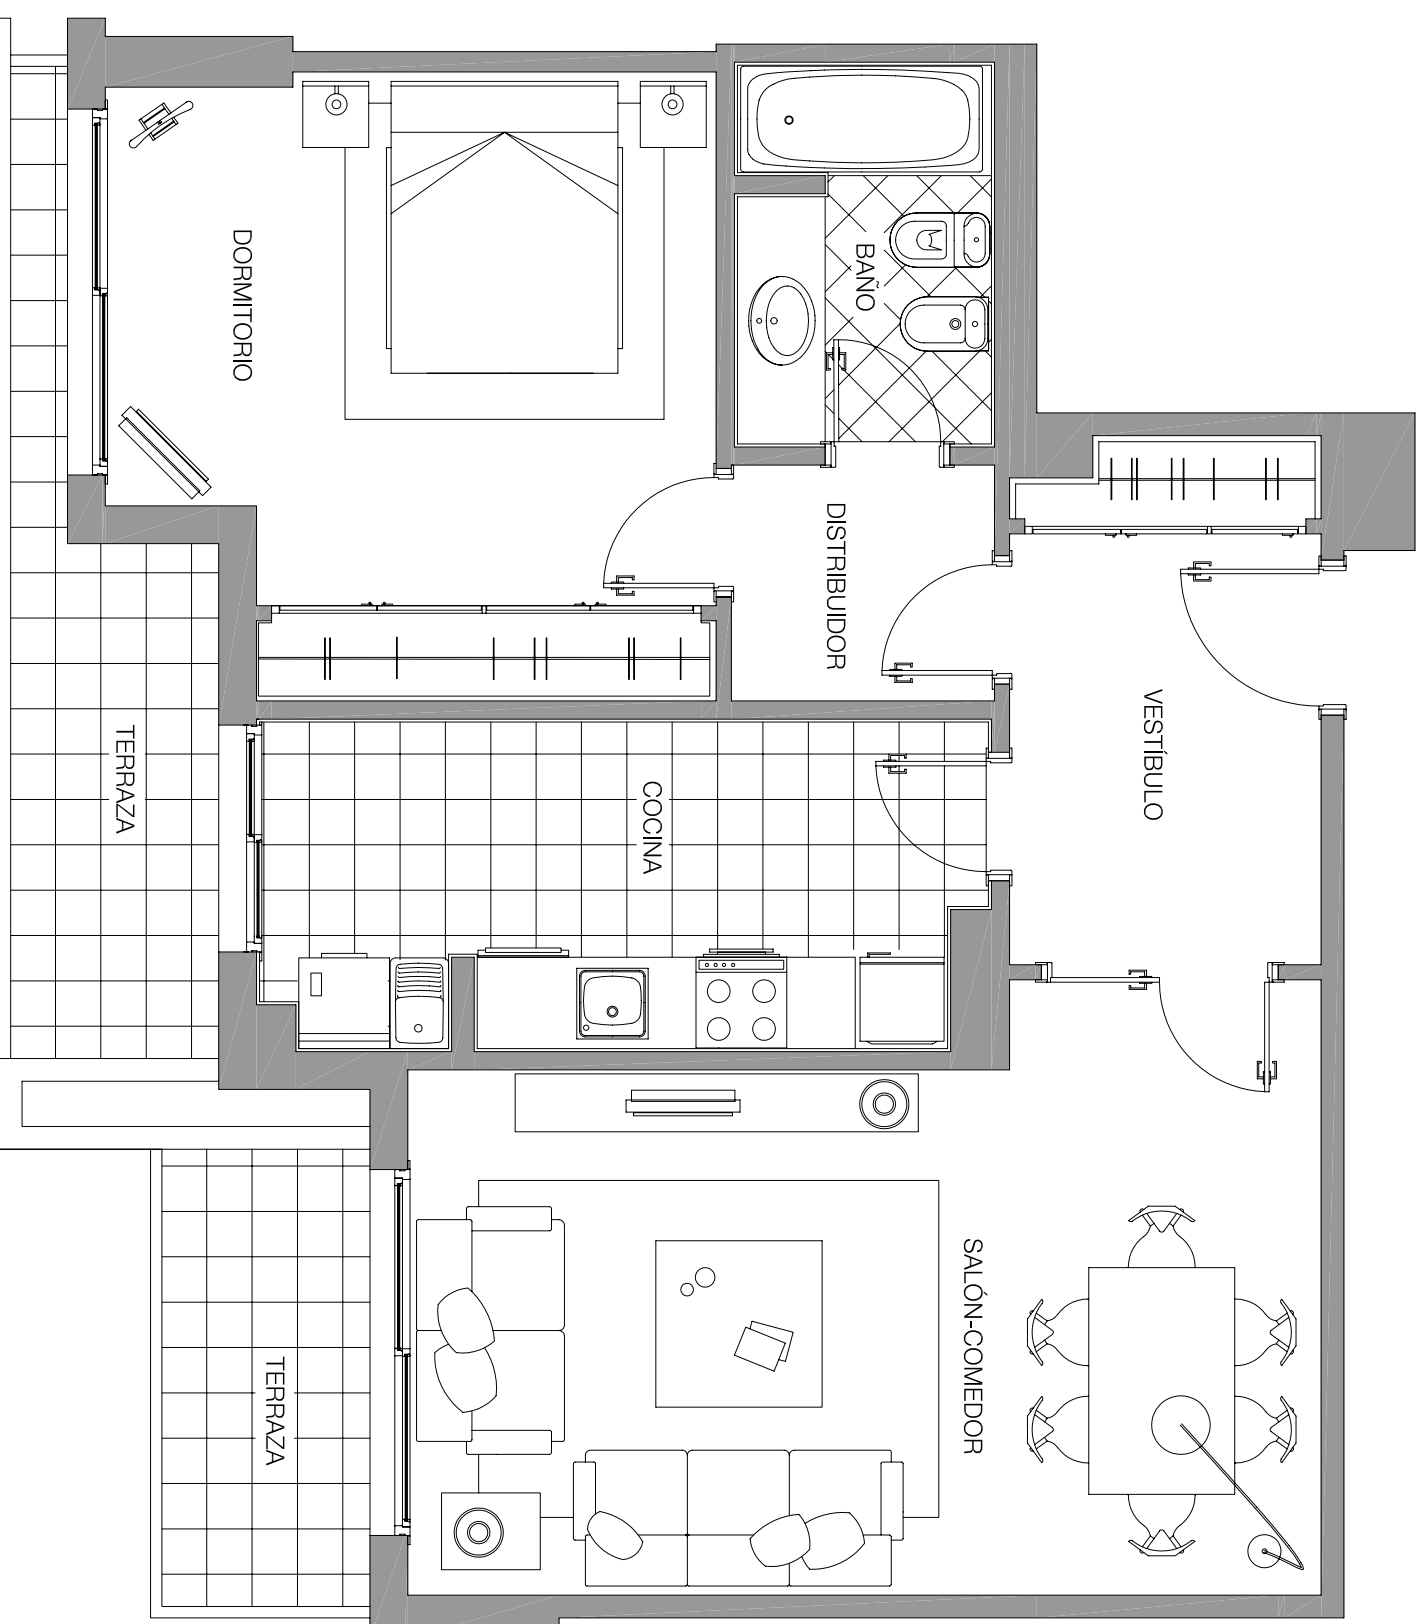 DORMITORIO
BAÑO
DISTRIBUIDOR
VESTÍBULO
COCINA
TERRAZA
SALÓN-COMEDOR
TERRAZA